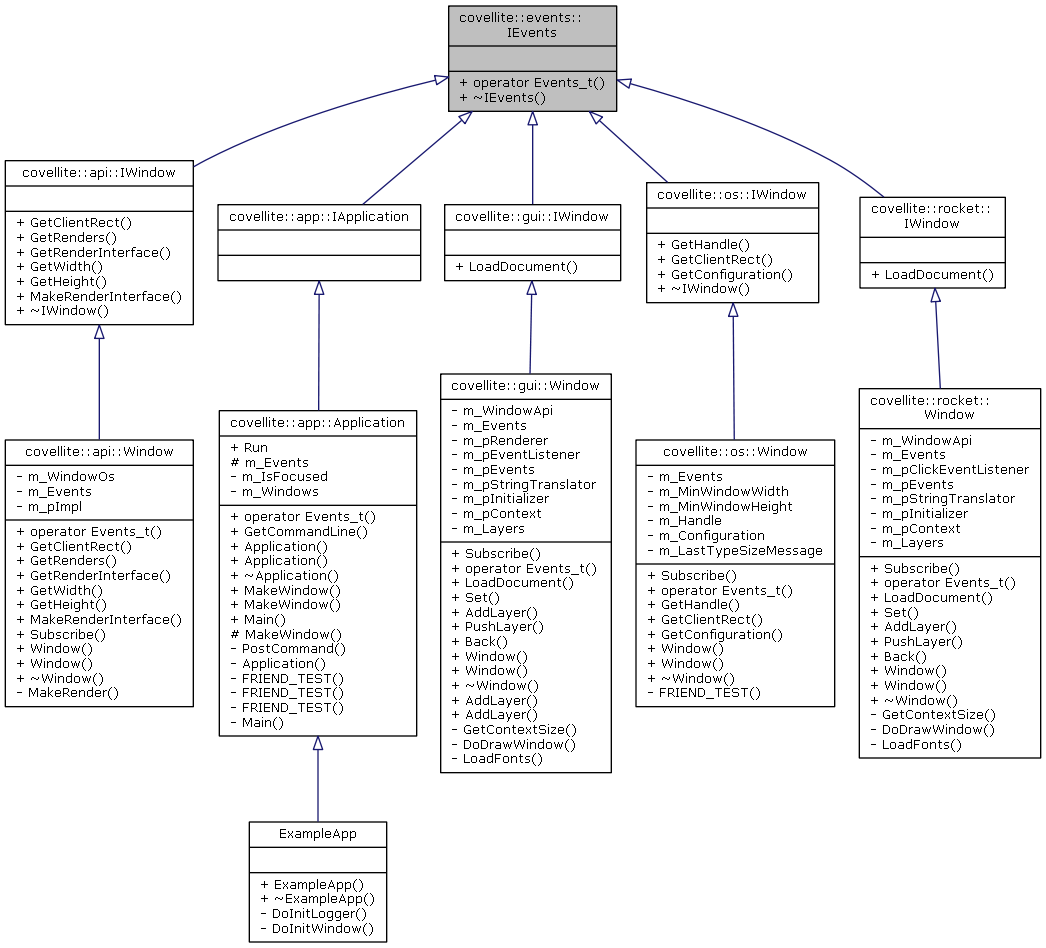 covellite::events::
IEvents
+ operator Events_t()
+ ~IEvents()
covellite::api::IWindow
+ GetClientRect()
+ GetRenders()
+ GetRenderInterface()
+ GetWidth()
+ GetHeight()
+ MakeRenderInterface()
+ ~IWindow()
covellite::app::IApplication
covellite::gui::IWindow
+ LoadDocument()
covellite::os::IWindow
+ GetHandle()
+ GetClientRect()
+ GetConfiguration()
+ ~IWindow()
covellite::rocket::
IWindow
+ LoadDocument()
covellite::api::Window
- m_WindowOs
- m_Events
- m_pImpl
+ operator Events_t()
+ GetClientRect()
+ GetRenders()
+ GetRenderInterface()
+ GetWidth()
+ GetHeight()
+ MakeRenderInterface()
+ Subscribe()
+ Window()
+ Window()
+ ~Window()
- MakeRender()
covellite::app::Application
+ Run
# m_Events
- m_IsFocused
- m_Windows
+ operator Events_t()
+ GetCommandLine()
+ Application()
+ Application()
+ ~Application()
+ MakeWindow()
+ MakeWindow()
+ Main()
# MakeWindow()
- PostCommand()
- Application()
- FRIEND_TEST()
- FRIEND_TEST()
- FRIEND_TEST()
- Main()
covellite::gui::Window
- m_WindowApi
- m_Events
- m_pRenderer
- m_pEventListener
- m_pEvents
- m_pStringTranslator
- m_pInitializer
- m_pContext
- m_Layers
+ Subscribe()
+ operator Events_t()
+ LoadDocument()
+ Set()
+ AddLayer()
+ PushLayer()
+ Back()
+ Window()
+ Window()
+ ~Window()
+ AddLayer()
+ AddLayer()
- GetContextSize()
- DoDrawWindow()
- LoadFonts()
covellite::os::Window
- m_Events
- m_MinWindowWidth
- m_MinWindowHeight
- m_Handle
- m_Configuration
- m_LastTypeSizeMessage
+ Subscribe()
+ operator Events_t()
+ GetHandle()
+ GetClientRect()
+ GetConfiguration()
+ Window()
+ Window()
+ ~Window()
- FRIEND_TEST()
covellite::rocket::
Window
- m_WindowApi
- m_Events
- m_pClickEventListener
- m_pEvents
- m_pStringTranslator
- m_pInitializer
- m_pContext
- m_Layers
+ Subscribe()
+ operator Events_t()
+ LoadDocument()
+ Set()
+ AddLayer()
+ PushLayer()
+ Back()
+ Window()
+ Window()
+ ~Window()
- GetContextSize()
- DoDrawWindow()
- LoadFonts()
ExampleApp
+ ExampleApp()
+ ~ExampleApp()
- DoInitLogger()
- DoInitWindow()